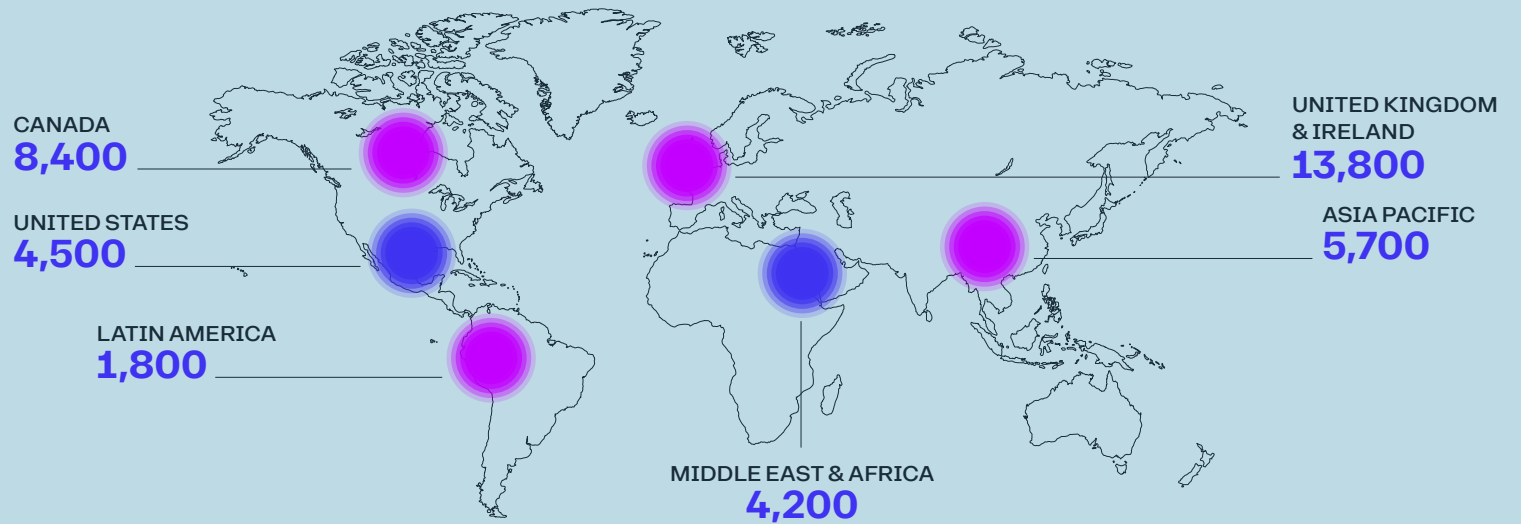 CANADA
8,400
UNITED STATES
4,500
LATIN AMERICA
1,800
MIDDLE EAST & AFRICA
4,200
UNITED KINGDOM
& IRELAND
13,800
ASIA PACIFIC
5,700